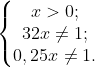 x > 0;
32x ≠ 1;
0,25x ≠ 1.